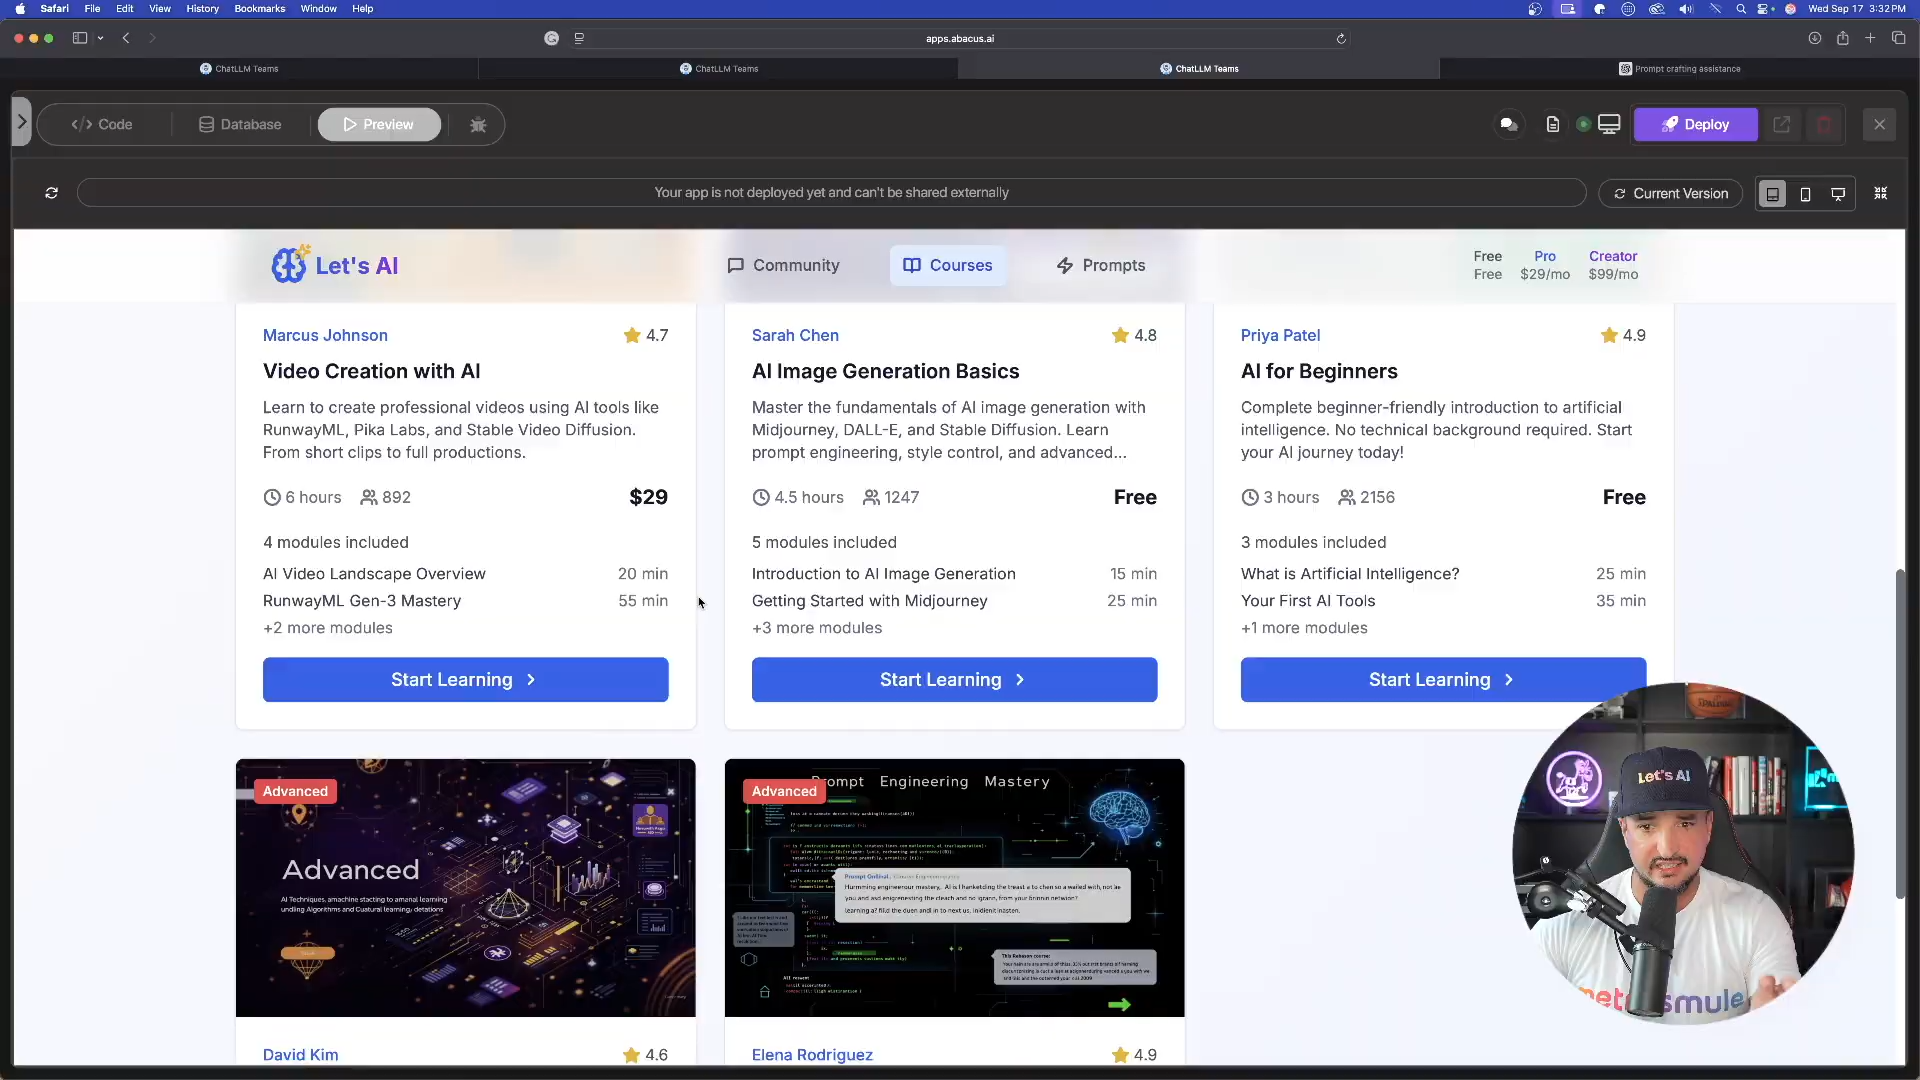 Safari File Edit View History Bookmarks Window Help
Wed Sep 17 3:32 PM
apps.abacus.ai
ChatLLM Teams
ChatLLM Teams
ChatLLM Teams
Prompt crafting assistance
</> Code
Database
Preview
Deploy
Your app is not deployed yet and can't be shared externally
Current Version
Let's AI
Community
Courses
Prompts
Free Pro Creator
Free $29/mo $99/mo
Marcus Johnson 4.7
Video Creation with AI
Learn to create professional videos using AI tools like
RunwayML, Pika Labs, and Stable Video Diffusion.
From short clips to full productions.
6 hours 892 $29
4 modules included
AI Video Landscape Overview 20 min
RunwayML Gen-3 Mastery 55 min
+2 more modules
Start Learning
Sarah Chen 4.8
AI Image Generation Basics
Master the fundamentals of AI image generation with
Midjourney, DALL-E, and Stable Diffusion. Learn
prompt engineering, style control, and advanced...
4.5 hours 1247 Free
5 modules included
Introduction to AI Image Generation 15 min
Getting Started with Midjourney 25 min
+3 more modules
Start Learning
Priya Patel 4.9
AI for Beginners
Complete beginner-friendly introduction to artificial
intelligence. No technical background required. Start
your AI journey today!
3 hours 2156 Free
3 modules included
What is Artificial Intelligence? 25 min
Your First AI Tools 35 min
+1 more modules
Start Learning
Advanced
Advanced
AI Techniques, amachine starting to amanal learning
David Kim 4.6
Advanced
Engineering Mastery
Elena Rodriguez 4.9
Let's AI
SPALDING